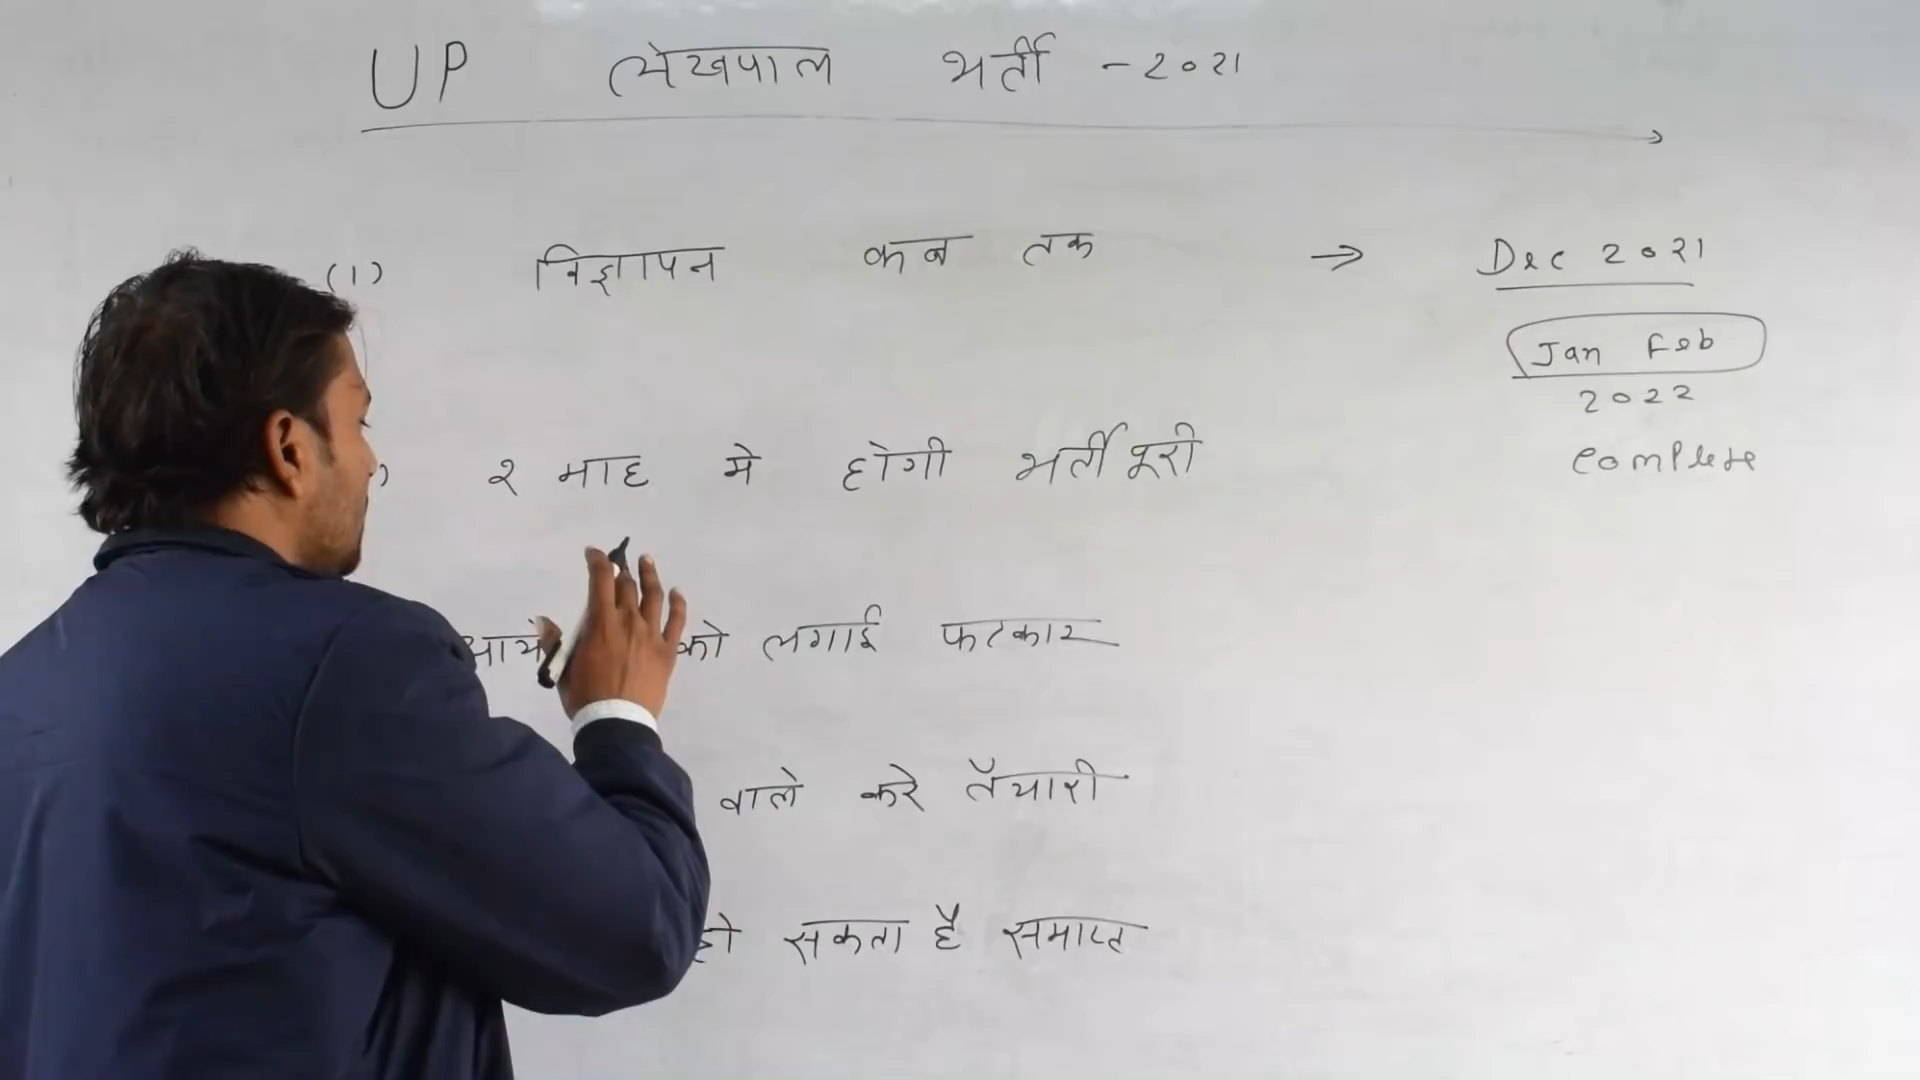 UP लेखपाल भर्ती - 2021
(1) विज्ञापन कब तक → Dec 2021
Jan Feb
2022
complete
) 2 माह मे होगी भर्ती पूरी
को लगाई फटकार
वाले करे तैयारी
हो सकता है समाप्त